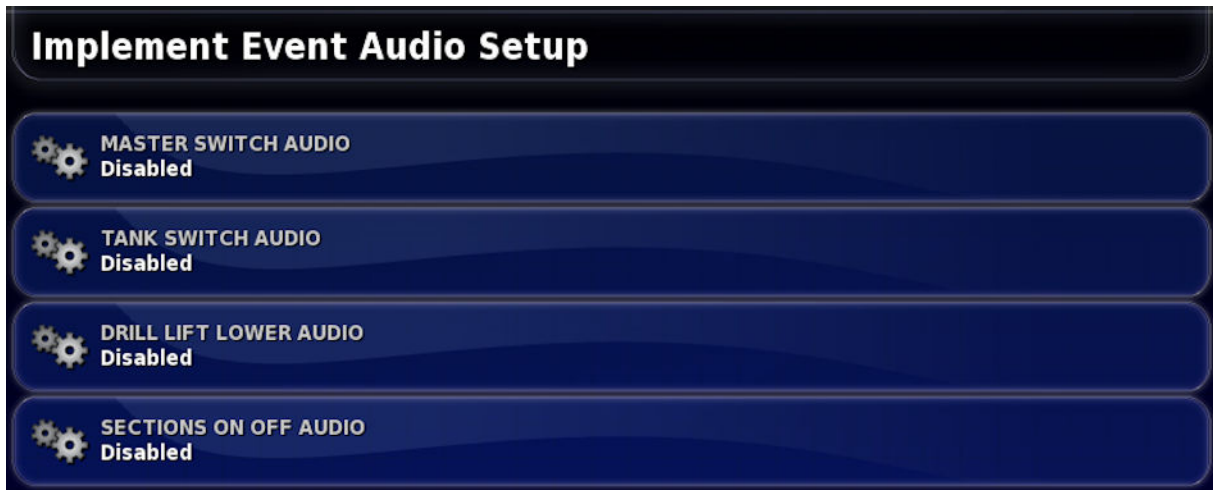 Implement Event Audio Setup
MASTER SWITCH AUDIO
Disabled
TANK SWITCH AUDIO
Disabled
DRILL LIFT LOWER AUDIO
Disabled
SECTIONS ON OFF AUDIO
Disabled